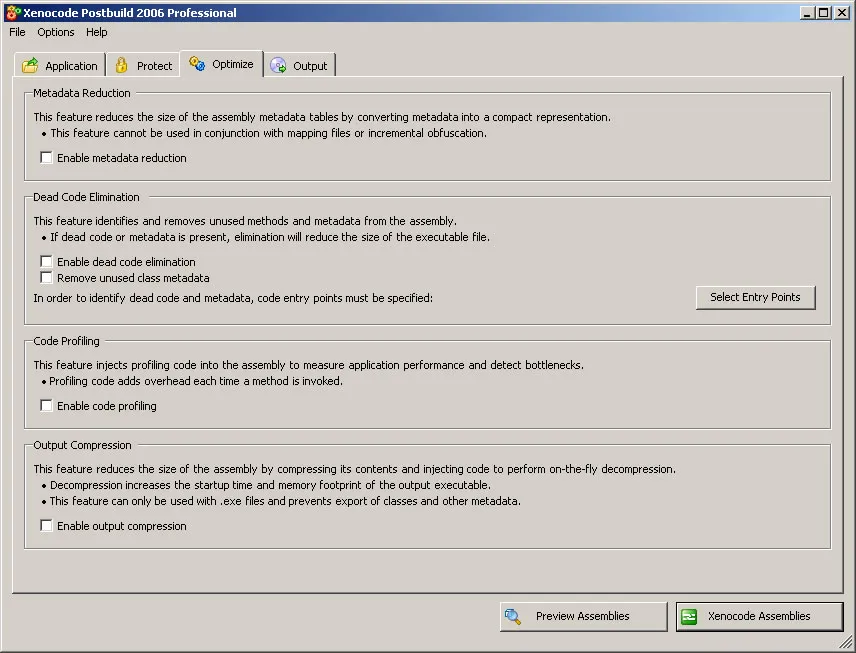 Xenocode Postbuild 2006 Professional
File Options Help
Application Protect Optimize Output
Metadata Reduction
This feature reduces the size of the assembly metadata tables by converting metadata into a compact representation.
• This feature cannot be used in conjunction with mapping files or incremental obfuscation.
Enable metadata reduction
Dead Code Elimination
This feature identifies and removes unused methods and metadata from the assembly.
• If dead code or metadata is present, elimination will reduce the size of the executable file.
Enable dead code elimination
Remove unused class metadata
In order to identify dead code and metadata, code entry points must be specified: Select Entry Points
Code Profiling
This feature injects profiling code into the assembly to measure application performance and detect bottlenecks.
• Profiling code adds overhead each time a method is invoked.
Enable code profiling
Output Compression
This feature reduces the size of the assembly by compressing its contents and injecting code to perform on-the-fly decompression.
• Decompression increases the startup time and memory footprint of the output executable.
• This feature can only be used with .exe files and prevents export of classes and other metadata.
Enable output compression
Preview Assemblies Xenocode Assemblies